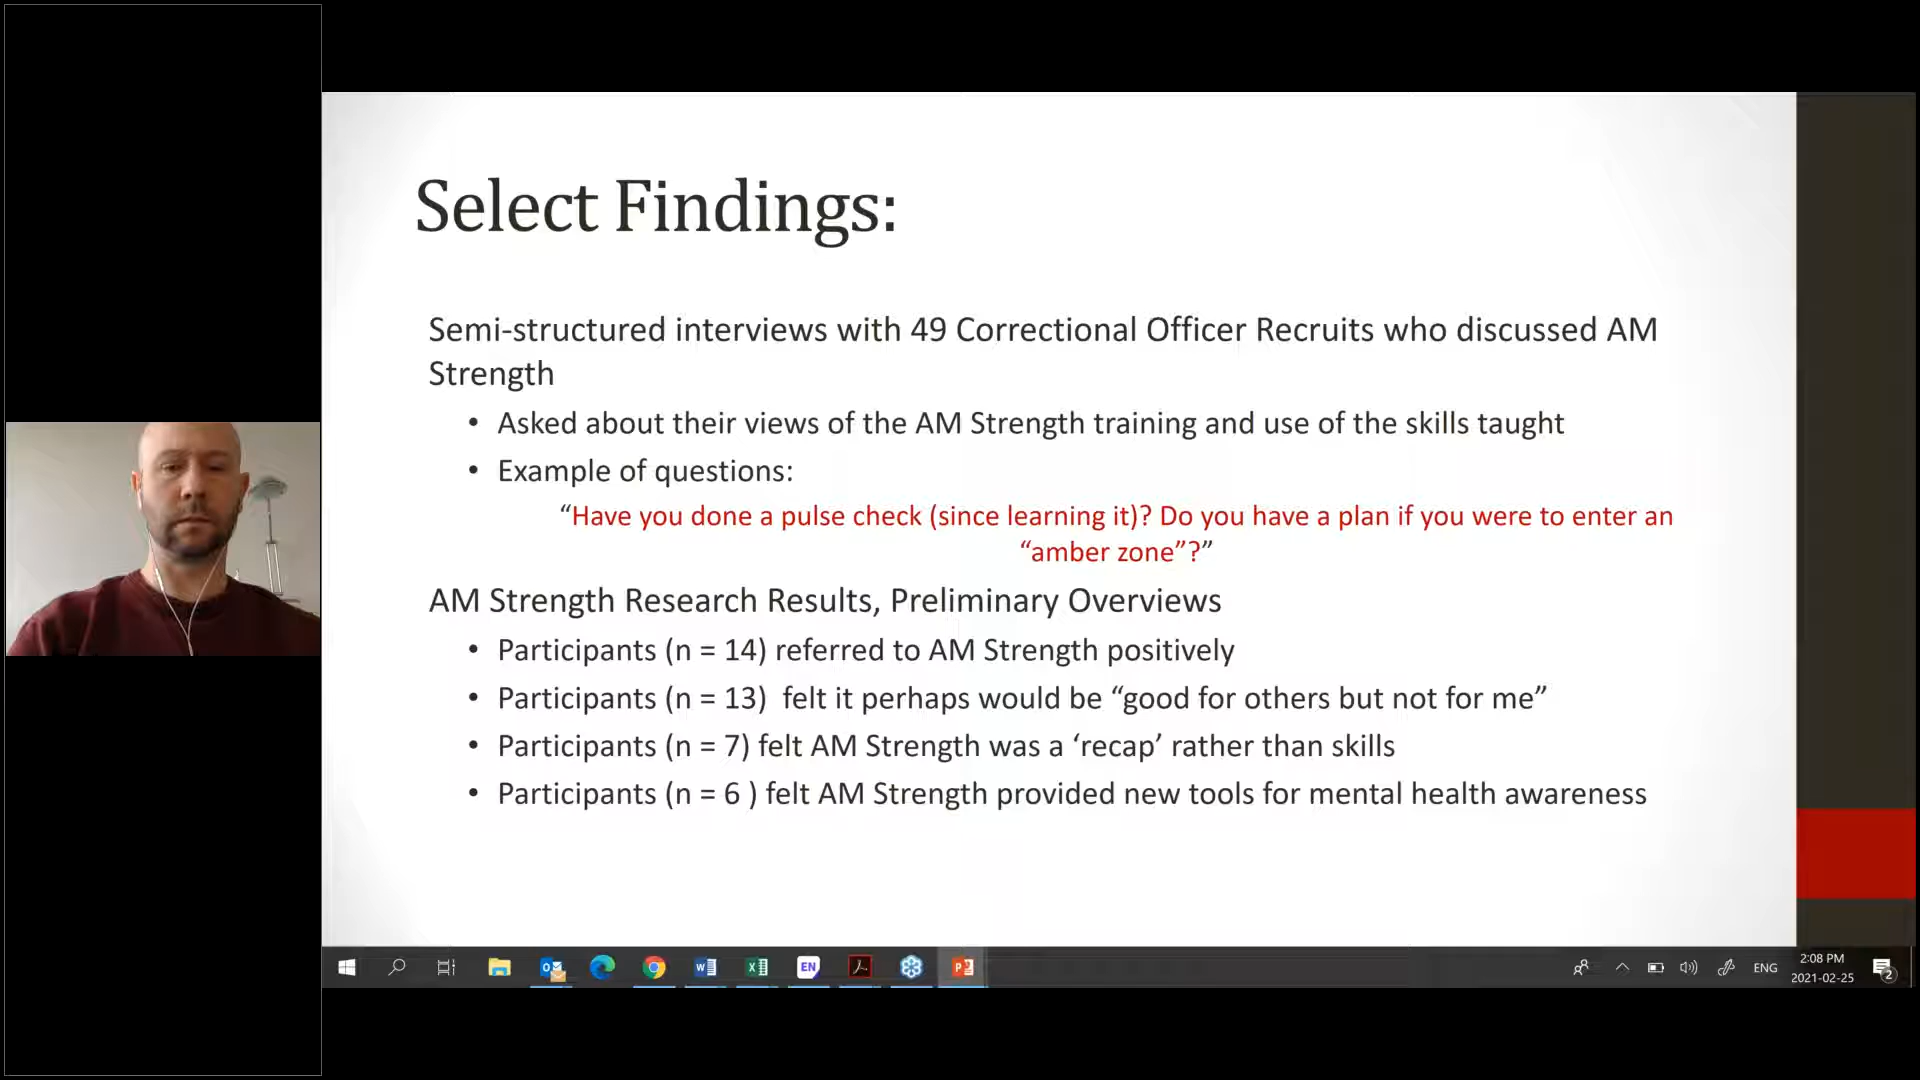 Select Findings:
Semi-structured interviews with 49 Correctional Officer Recruits who discussed AM
Strength
• Asked about their views of the AM Strength training and use of the skills taught
• Example of questions:
“Have you done a pulse check (since learning it)? Do you have a plan if you were to enter an
“amber zone”?”
AM Strength Research Results, Preliminary Overviews
• Participants (n = 14) referred to AM Strength positively
• Participants (n = 13)  felt it perhaps would be “good for others but not for me”
• Participants (n = 7) felt AM Strength was a ‘recap’ rather than skills
• Participants (n = 6 ) felt AM Strength provided new tools for mental health awareness
EN
ENG
2:08 PM
2021-02-25
2